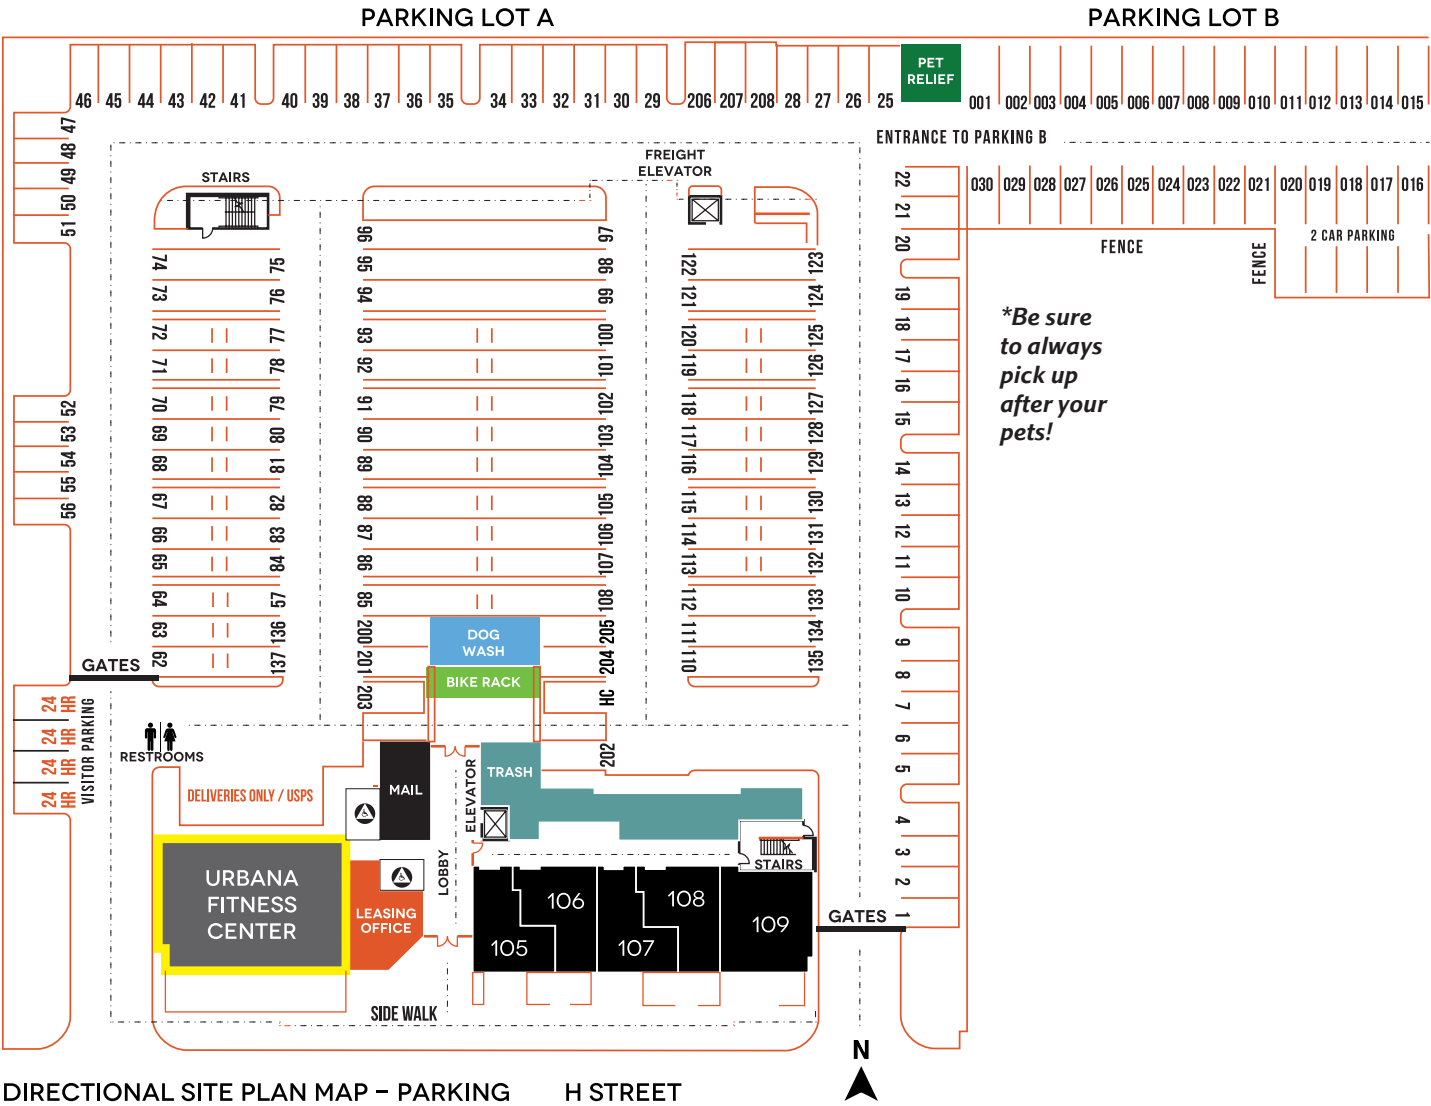 PARKING LOT A
PARKING LOT B
46 45 44 43 42 41 40 39 38 37 36 35 34 33 32 31 30 29 206 207 208 28 27 26 25
PET
RELIEF
001 002 003 004 005 006 007 008 009 010 011 012 013 014 015
ENTRANCE TO PARKING B
030 029 028 027 026 025 024 023 022 021 020 019 018 017 016
FENCE
FENCE
2 CAR PARKING
*Be sure
to always
pick up
after your
pets!
47
48
49
50
51
52
53
54
55
56
STAIRS
FREIGHT
ELEVATOR
74
73
72
71
70
69
68
67
66
65
64
63
62
75
76
77
78
79
80
81
82
83
84
57
136
137
96
95
94
93
92
91
90
89
88
87
86
85
200
201
203
97
98
99
100
101
102
103
104
105
106
107
108
205
204
HC
202
122
121
120
119
118
117
116
115
114
113
112
111
110
123
124
125
126
127
128
129
130
131
132
133
134
135
22
21
20
19
18
17
16
15
14
13
12
11
10
9
8
7
6
5
4
3
2
1
DOG
WASH
BIKE RACK
GATES
24
HR
24
HR
24
HR
24
HR
VISITOR PARKING
RESTROOMS
DELIVERIES ONLY / USPS
MAIL
TRASH
ELEVATOR
LOBBY
STAIRS
URBANA
FITNESS
CENTER
LEASING
OFFICE
105
106
107
108
109
GATES
SIDE WALK
N
DIRECTIONAL SITE PLAN MAP – PARKING
H STREET